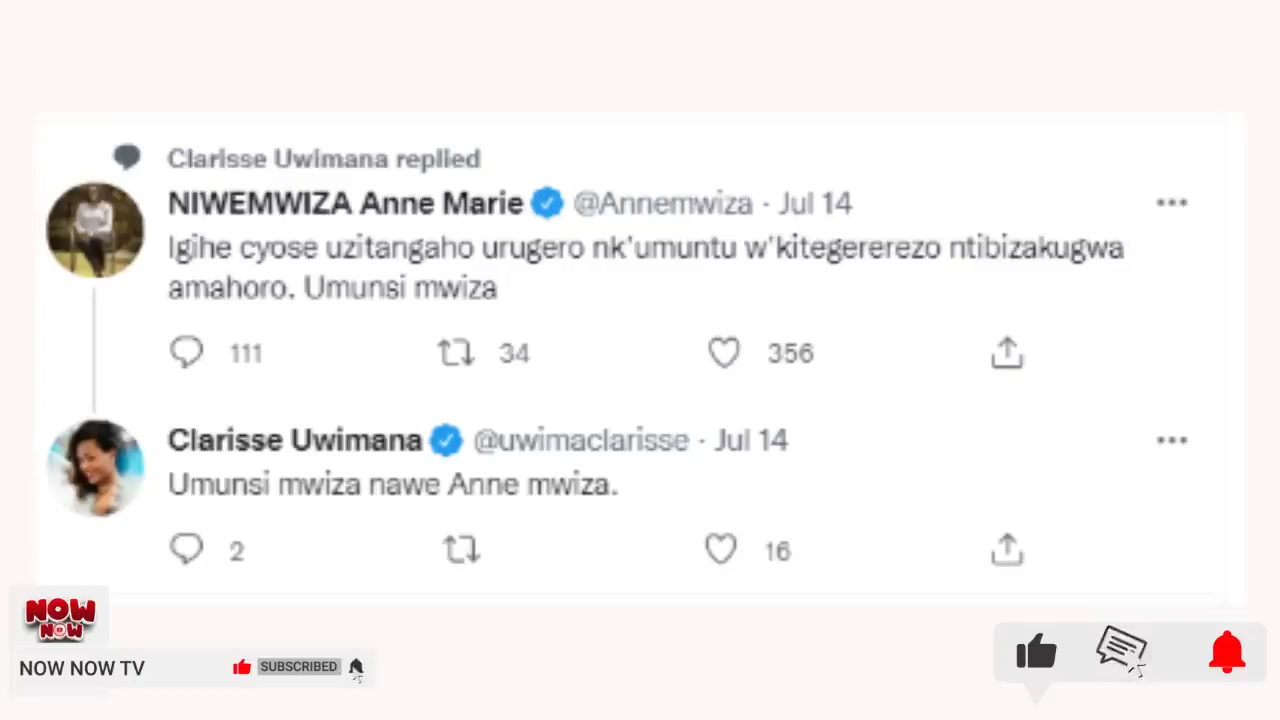 Clarisse Uwimana replied
NIWEMWIZA Anne Marie @Annemwiza · Jul 14
Igihe cyose uzitangaho urugero nk'umuntu w'kitegererezo ntibizakugwa
amahoro. Umunsi mwiza
111 34 356
Clarisse Uwimana @uwimaclarisse · Jul 14
Umunsi mwiza nawe Anne mwiza.
2 16
NOW
NOW
NOW NOW TV SUBSCRIBED